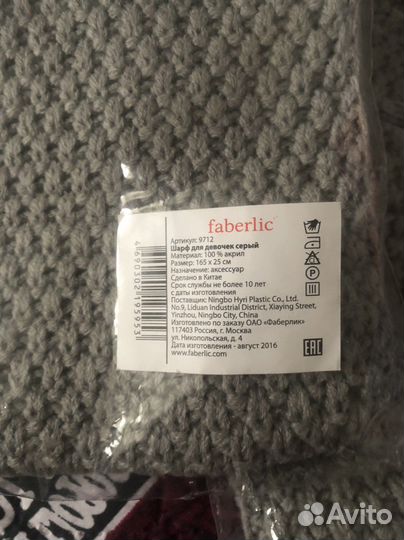 faberlic
Артикул: 9712
Шарф для девочек серый
Материал: 100 % акрил
Размер: 165 х 25 см
Назначение: аксессуар
Сделано в Китае
Срок службы не более 10 лет
с даты изготовления
Поставщик: Ningbo Hyri Plastic Co., Ltd.
No.9, Liduan Industrial District, Xiaying Street,
Yinzhou, Ningbo City, China
Изготовлено по заказу ОАО «Фаберлик»
117403 Россия, г. Москва
ул. Никопольская, д. 4
Дата изготовления - август 2016
www.faberlic.com
EAC
Avito